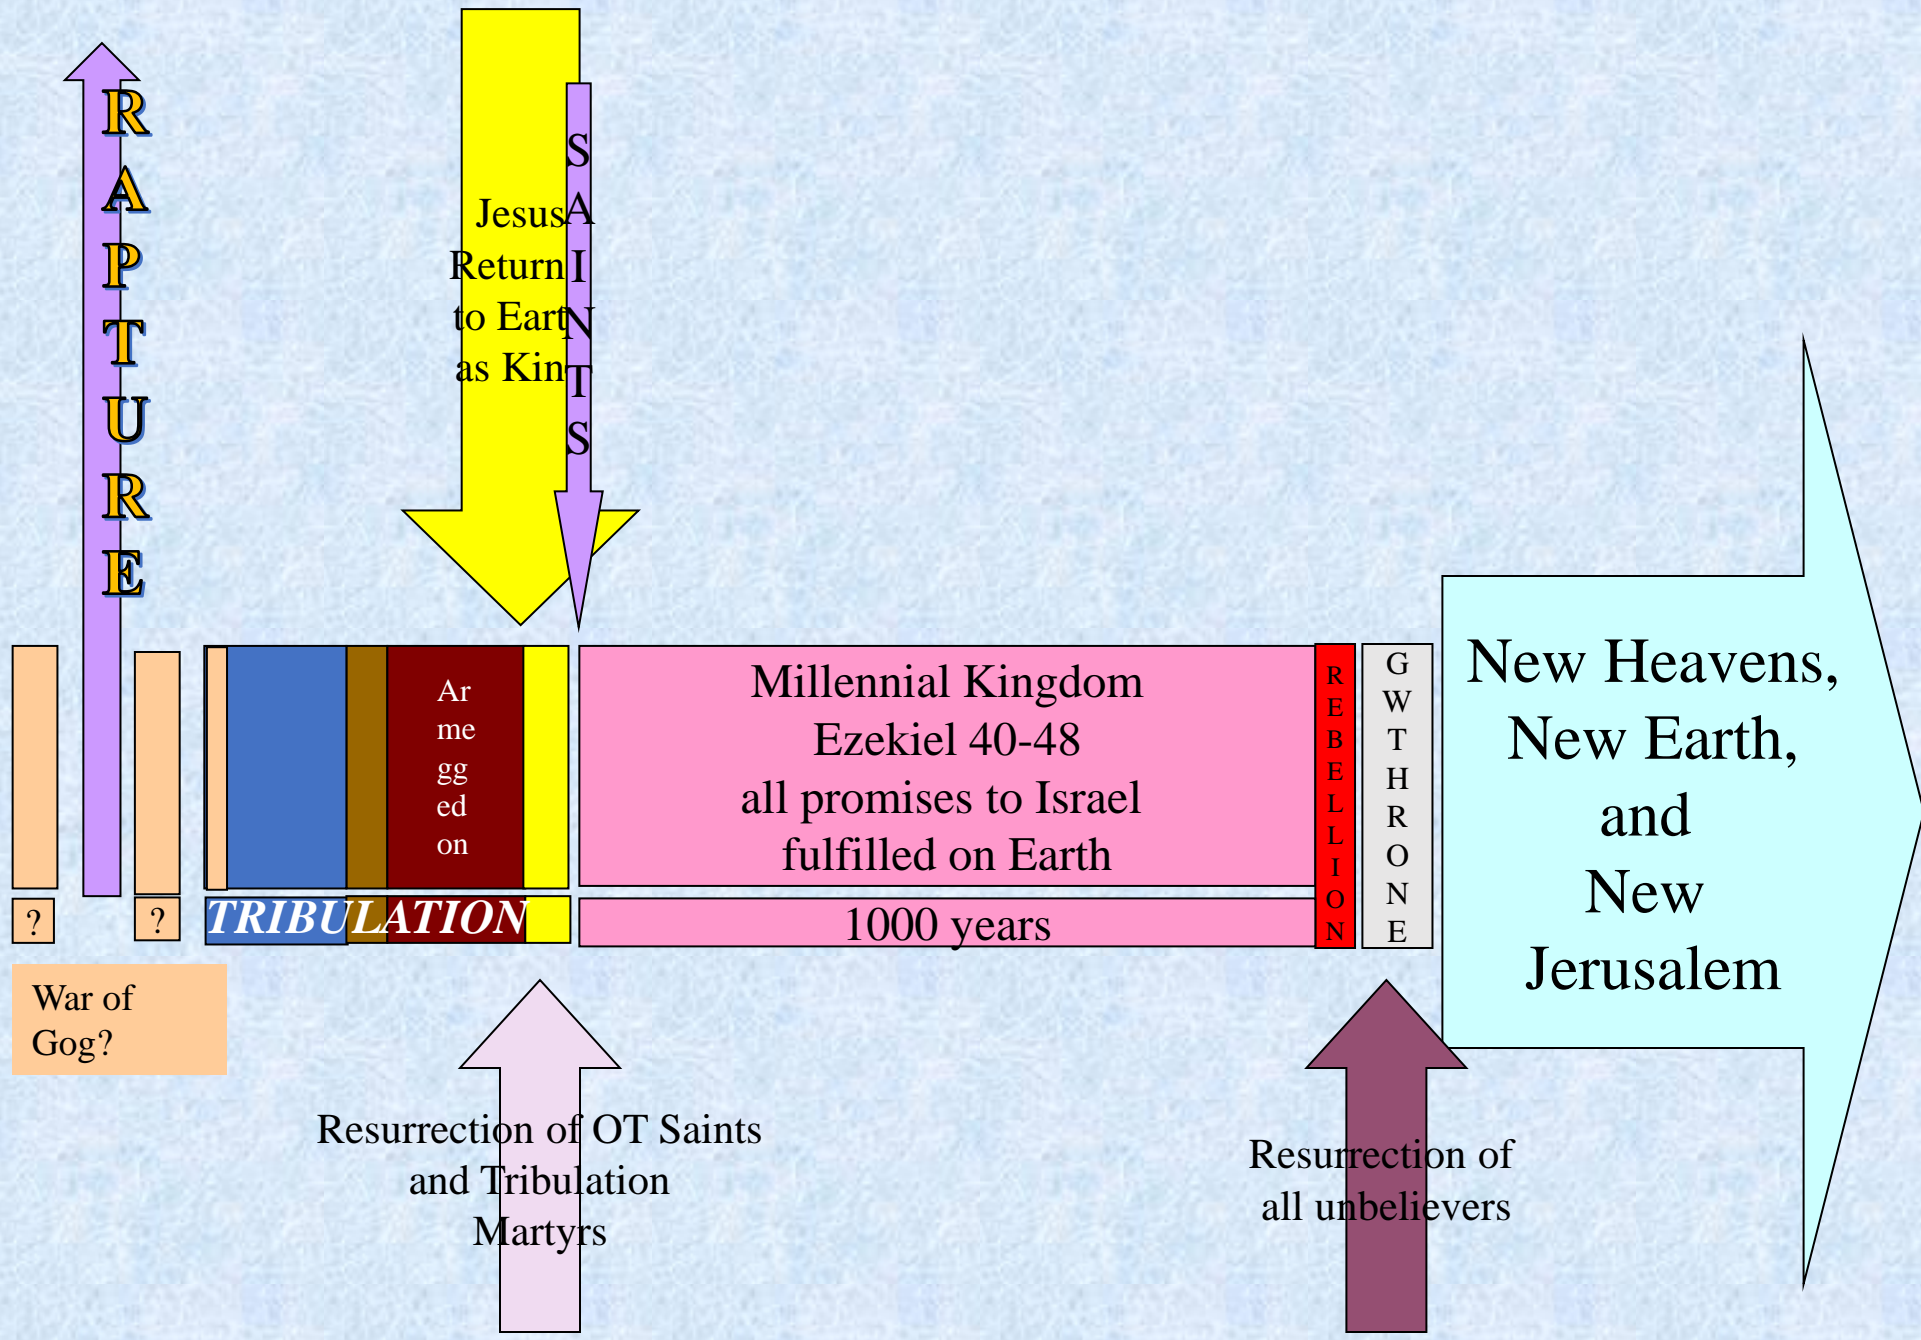 RAPTURE
Jesus
Return
to Eart
as Kin
SAINTS
Ar
me
gg
ed
on
Millennial Kingdom
Ezekiel 40-48
all promises to Israel
fulfilled on Earth
REBELLION
GWTHRONE
New Heavens,
New Earth,
and
New
Jerusalem
?
?
TRIBULATION
1000 years
War of
Gog?
Resurrection of OT Saints
and Tribulation
Martyrs
Resurrection of
all unbelievers